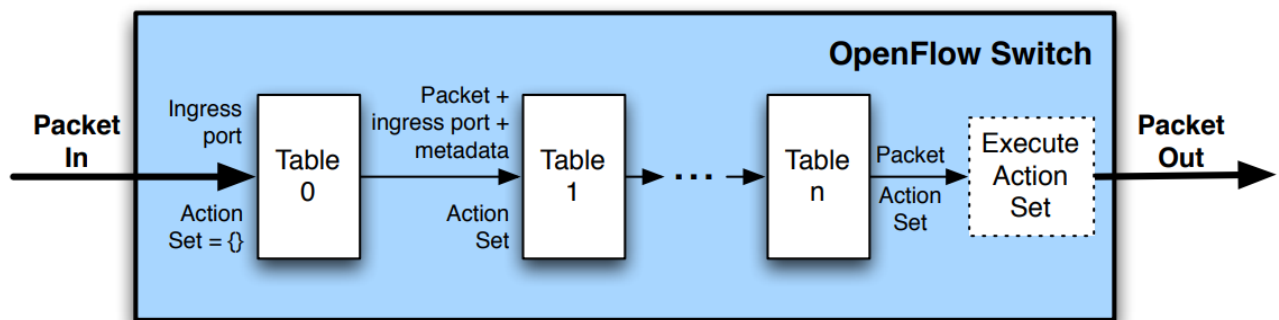 OpenFlow Switch
Packet
In
Ingress
port
Action
Set = {}
Table
0
Packet +
ingress port +
metadata
Action
Set
Table
1
...
Table
n
Packet
Action
Set
Execute
Action
Set
Packet
Out